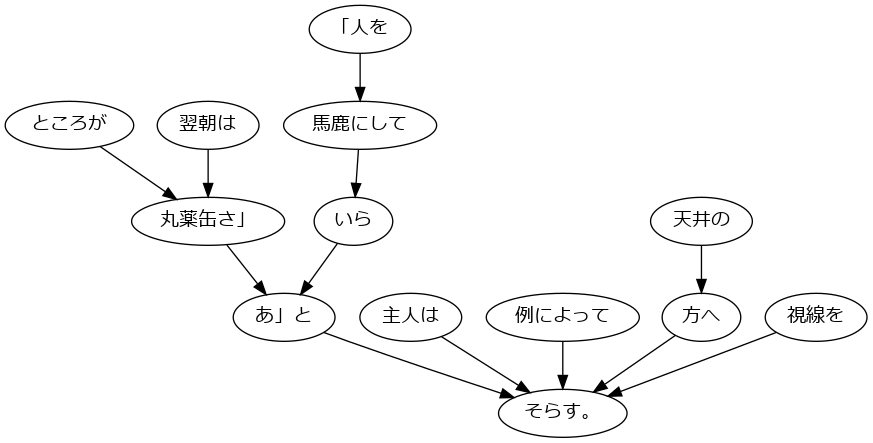 「人を
ところが
翌朝は
馬鹿にして
丸薬缶さ」
いら
天井の
あ」と
主人は
例によって
方へ
視線を
そらす。